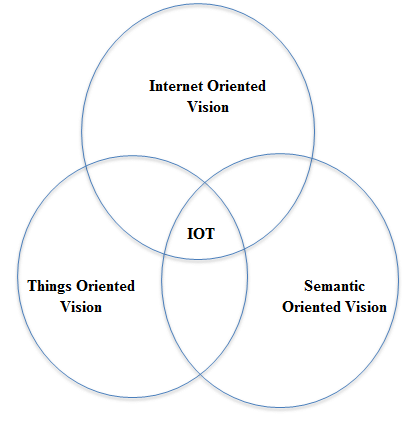 Internet Oriented
Vision
IOT
Things Oriented
Vision
Semantic
Oriented Vision